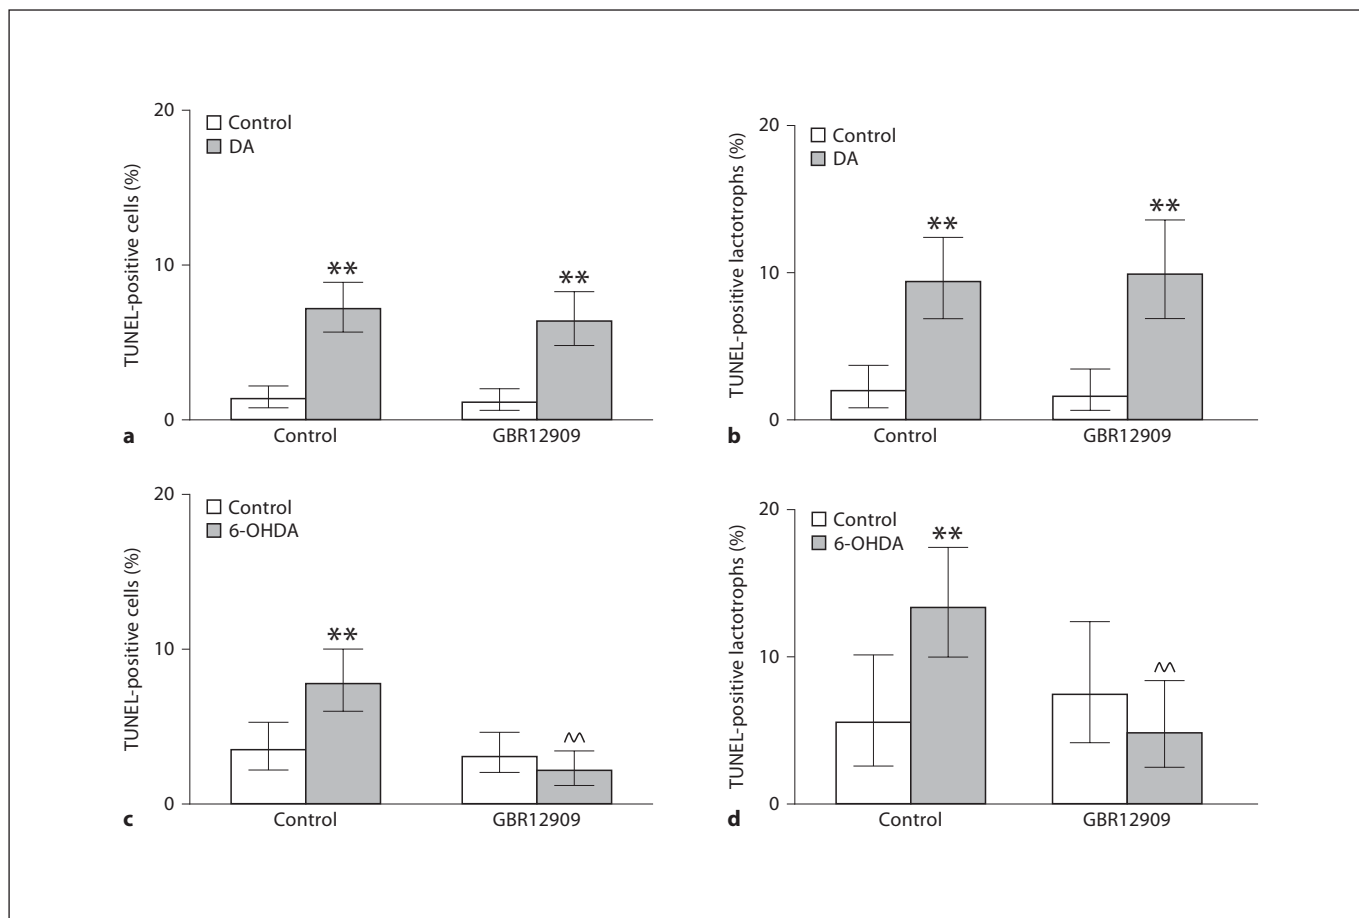 20
Control
DA
TUNEL-positive cells (%)
**
**
10
0
a
Control
GBR12909
20
Control
DA
TUNEL-positive lactotrophs (%)
**
**
10
0
b
Control
GBR12909
20
Control
6-OHDA
TUNEL-positive cells (%)
**
10
^^
0
c
Control
GBR12909
20
Control
6-OHDA
TUNEL-positive lactotrophs (%)
**
10
^^
0
d
Control
GBR12909